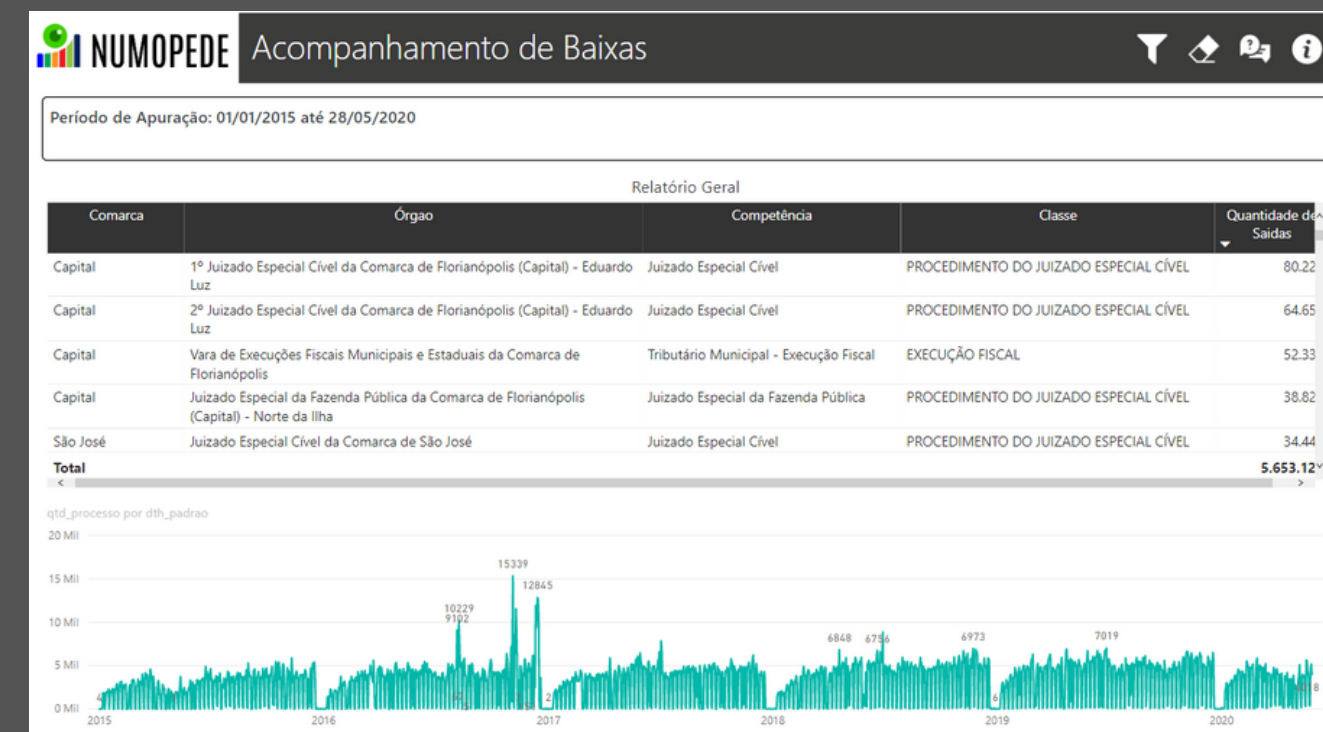 NUMOPEDE Acompanhamento de Baixas
Período de Apuração: 01/01/2015 até 28/05/2020
Relatório Geral
Comarca Órgao Competência Classe Quantidade de
Saidas
Capital 1º Juizado Especial Cível da Comarca de Florianópolis (Capital) - Eduardo Juizado Especial Cível PROCEDIMENTO DO JUIZADO ESPECIAL CÍVEL 80.22
Luz
Capital 2º Juizado Especial Cível da Comarca de Florianópolis (Capital) - Eduardo Juizado Especial Cível PROCEDIMENTO DO JUIZADO ESPECIAL CÍVEL 64.65
Luz
Capital Vara de Execuções Fiscais Municipais e Estaduais da Comarca de Tributário Municipal - Execução Fiscal EXECUÇÃO FISCAL 52.33
Florianópolis
Capital Juizado Especial da Fazenda Pública da Comarca de Florianópolis Juizado Especial da Fazenda Pública PROCEDIMENTO DO JUIZADO ESPECIAL CÍVEL 38.82
(Capital) - Norte da Ilha
São José Juizado Especial Cível da Comarca de São José Juizado Especial Cível PROCEDIMENTO DO JUIZADO ESPECIAL CÍVEL 34.44
Total 5.653.12
qtd_processo por dth_padrao
20 Mil
15339
15 Mil
12845
10229
9102
10 Mil
6848 6756 6973 7019
5 Mil
0 Mil
2015 2016 2017 2018 2019 2020